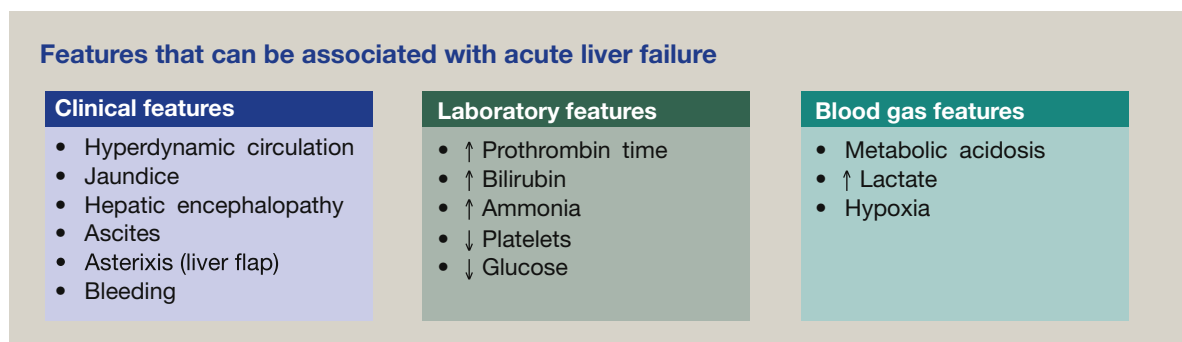 Features that can be associated with acute liver failure
Clinical features
• Hyperdynamic circulation
• Jaundice
• Hepatic encephalopathy
• Ascites
• Asterixis (liver flap)
• Bleeding
Laboratory features
• ↑ Prothrombin time
• ↑ Bilirubin
• ↑ Ammonia
• ↓ Platelets
• ↓ Glucose
Blood gas features
• Metabolic acidosis
• ↑ Lactate
• Hypoxia